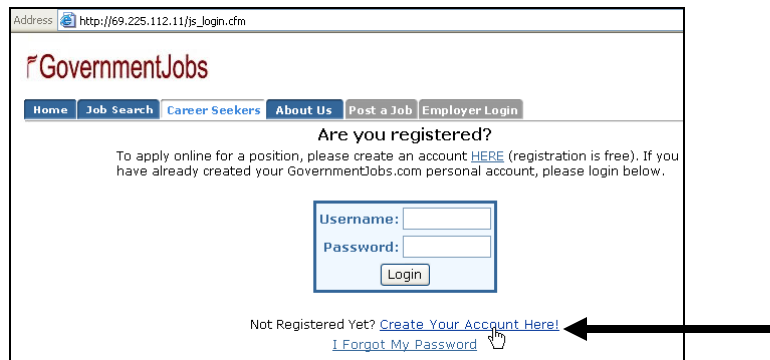 Address http://69.225.112.11/js_login.cfm
GovernmentJobs
Home Job Search Career Seekers About Us Post a Job Employer Login
Are you registered?
To apply online for a position, please create an account HERE (registration is free). If you
have already created your GovernmentJobs.com personal account, please login below.
Username:
Password:
Login
Not Registered Yet? Create Your Account Here!
I Forgot My Password